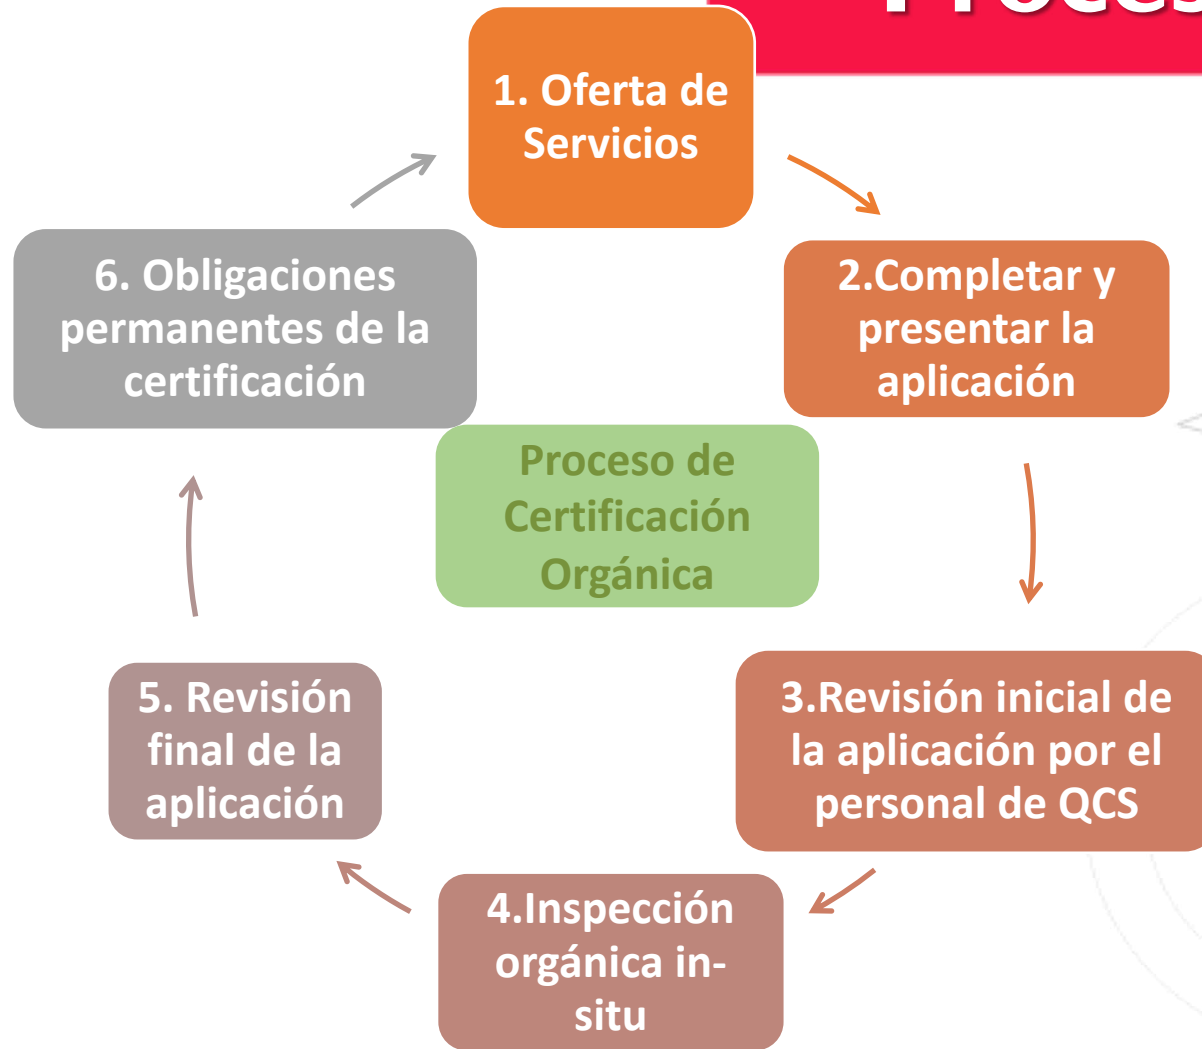 1. Oferta de
Servicios
2.Completar y
presentar la
aplicación
3.Revisión inicial de
la aplicación por el
personal de QCS
4.Inspección
orgánica in-
situ
5. Revisión
final de la
aplicación
6. Obligaciones
permanentes de la
certificación
Proceso de
Certificación
Orgánica